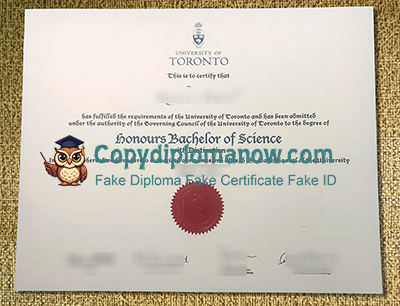 UNIVERSITY OF
TORONTO
This is to certify that
has fulfilled the requirements of the University of Toronto and has been admitted
under the authority of the Governing Council of the University of Toronto to the degree of
Honours Bachelor of Science
Copydiplomanow.com
Fake Diploma,Fake Certificate Fake ID